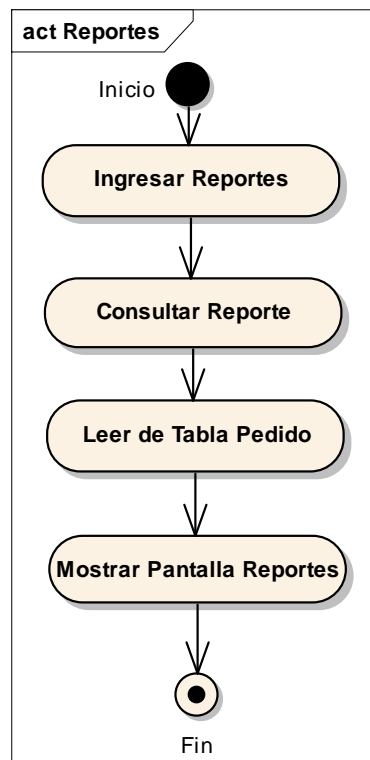 act Reportes
Inicio
Ingresar Reportes
Consultar Reporte
Leer de Tabla Pedido
Mostrar Pantalla Reportes
Fin